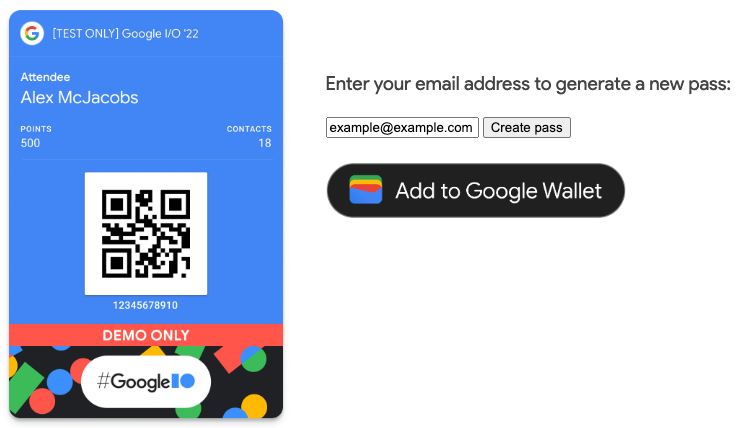 [TEST ONLY] Google I/O '22
Attendee
Alex McJacobs
POINTS CONTACTS
500 18
12345678910
DEMO ONLY
#GoogleIO
Enter your email address to generate a new pass:
example@example.com Create pass
Add to Google Wallet